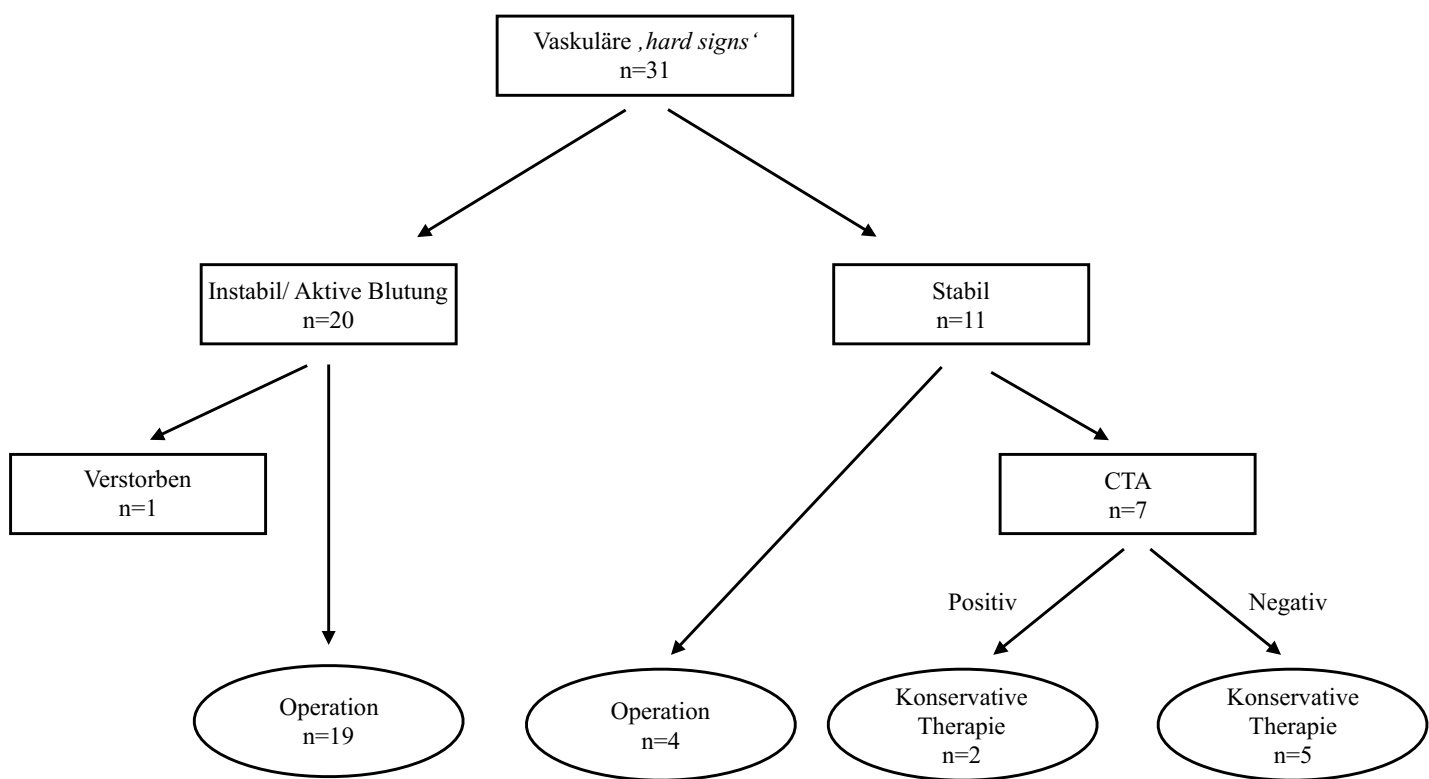 Vaskuläre ‚hard signs‘
n=31
Instabil/ Aktive Blutung
n=20
Stabil
n=11
Verstorben
n=1
CTA
n=7
Positiv
Negativ
Operation
n=19
Operation
n=4
Konservative
Therapie
n=2
Konservative
Therapie
n=5